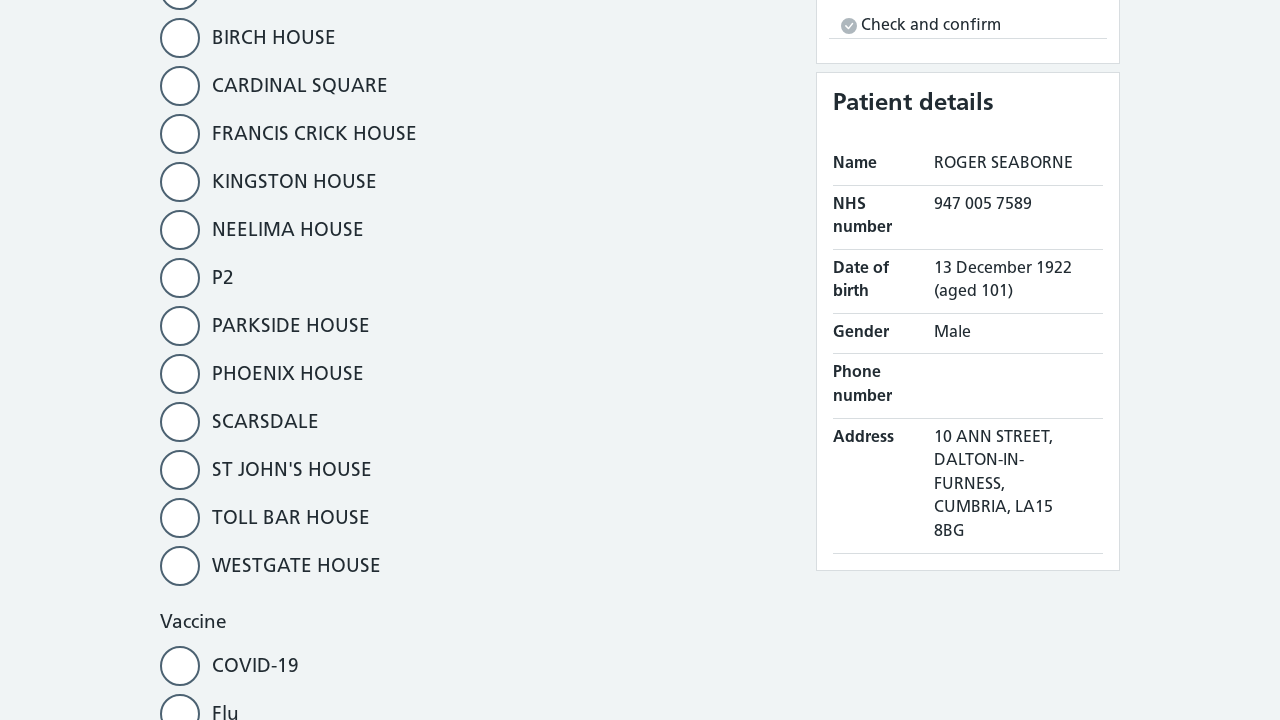 BIRCH HOUSE
CARDINAL SQUARE
FRANCIS CRICK HOUSE
KINGSTON HOUSE
NEELIMA HOUSE
P2
PARKSIDE HOUSE
PHOENIX HOUSE
SCARSDALE
ST JOHN'S HOUSE
TOLL BAR HOUSE
WESTGATE HOUSE
Vaccine
COVID-19
Flu
Check and confirm
Patient details
Name ROGER SEABORNE
NHS number 947 005 7589
Date of birth 13 December 1922
(aged 101)
Gender Male
Phone number
Address 10 ANN STREET,
DALTON-IN-
FURNESS,
CUMBRIA, LA15
8BG